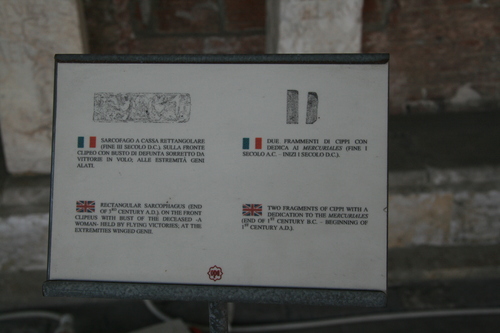 SARCOFAGO A CASSA RETTANGOLARE
(FINE III SECOLO D.C.). SULLA FRONTE
CLIPEO CON BUSTO DI DEFUNTA SORRETTO DA
VITTORIE IN VOLO; ALLE ESTREMITÀ GENI
ALATI.
DUE FRAMMENTI DI CIPPI CON
DEDICA AI MERCURIALES (FINE I
SECOLO A.C. - INIZI I SECOLO D.C.).
RECTANGULAR SARCOPHAGUS (END
OF 1ST CENTURY A.D.), ON THE FRONT
CLIPEUS WITH BUST OF THE DECEASED -A
WOMAN- HELD BY FLYING VICTORIES; AT THE
EXTREMITIES WINGED GENII.
TWO FRAGMENTS OF CIPPI WITH A
DEDICATION TO THE MERCURIALES
(END OF 1ST CENTURY B.C. - BEGINNING OF
1ST CENTURY A.D.).